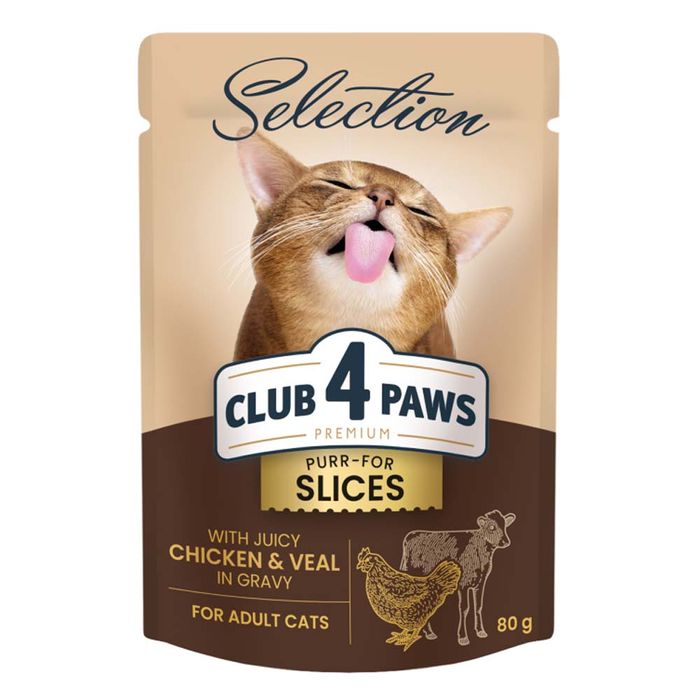 Selection
CLUB 4 PAWS
PREMIUM
PURR-FOR
SLICES
WITH JUICY
CHICKEN & VEAL
IN GRAVY
FOR ADULT CATS
80 g